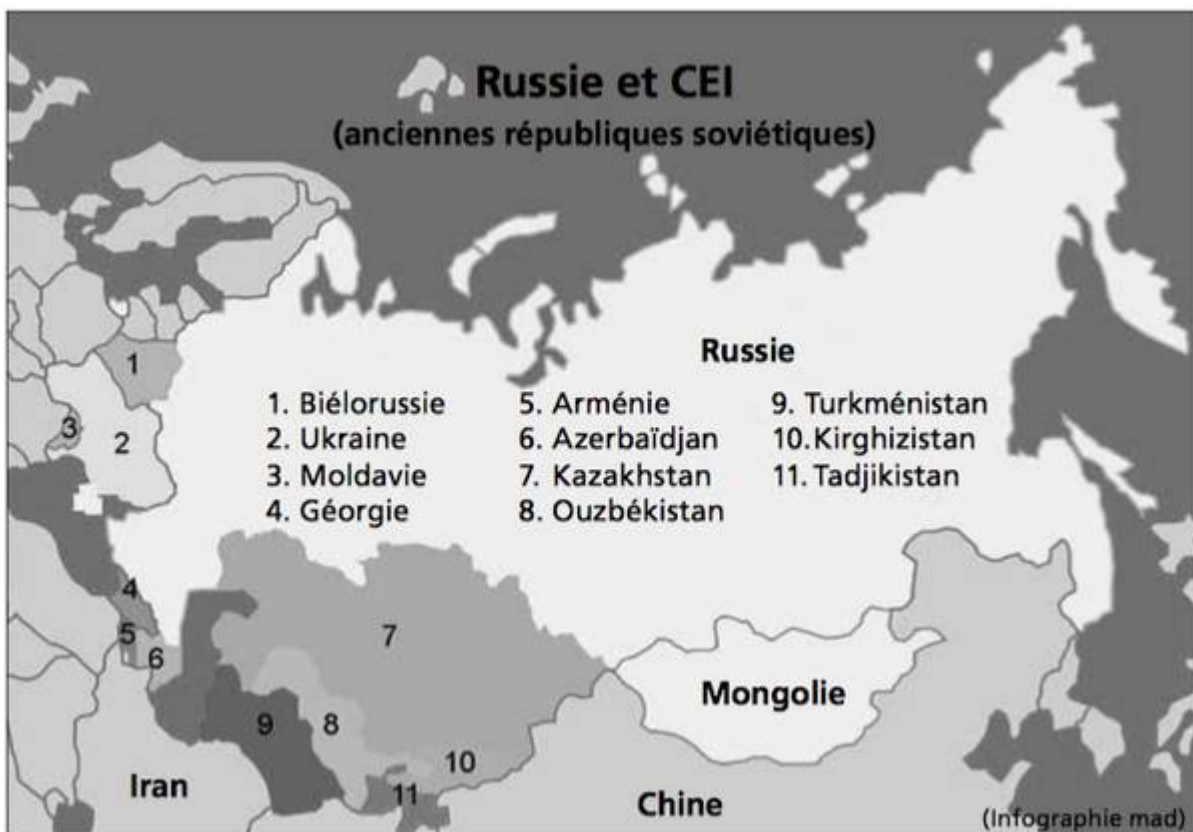 Russie et CEI
(anciennes républiques soviétiques)
Russie
1. Biélorussie
2. Ukraine
3. Moldavie
4. Géorgie
5. Arménie
6. Azerbaïdjan
7. Kazakhstan
8. Ouzbékistan
9. Turkménistan
10. Kirghizistan
11. Tadjikistan
1
2
3
4
5
6
7
8
9
10
11
Mongolie
Iran
Chine
(Infographie mad)